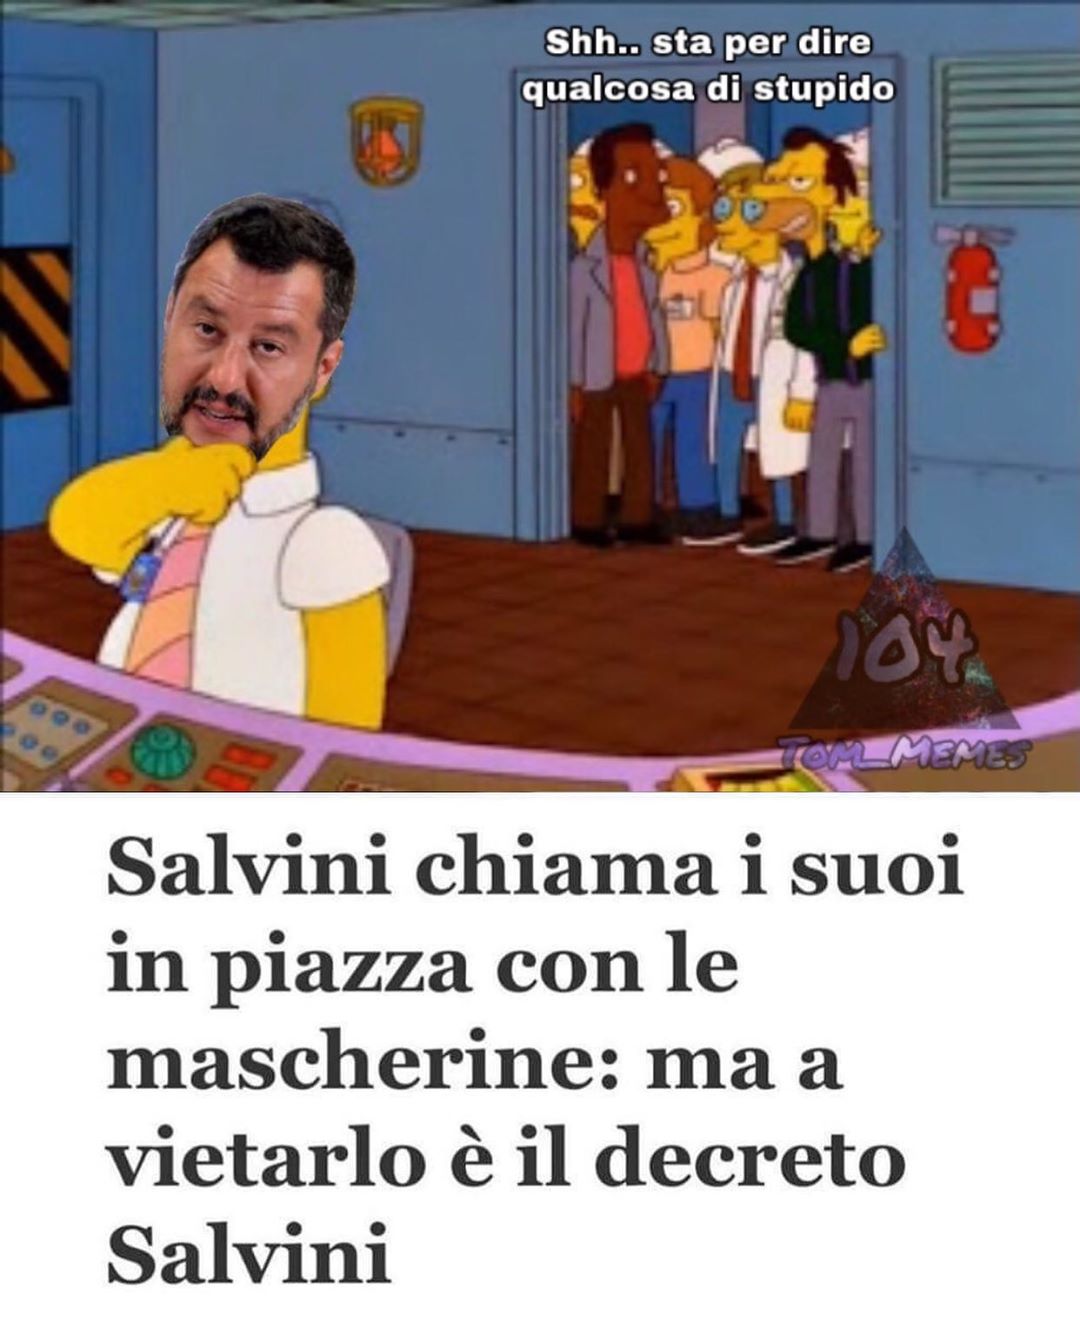 Shh.. sta per dire
qualcosa di stupido
104
TOM_MEMES
Salvini chiama i suoi
in piazza con le
mascherine: ma a
vietarlo è il decreto
Salvini